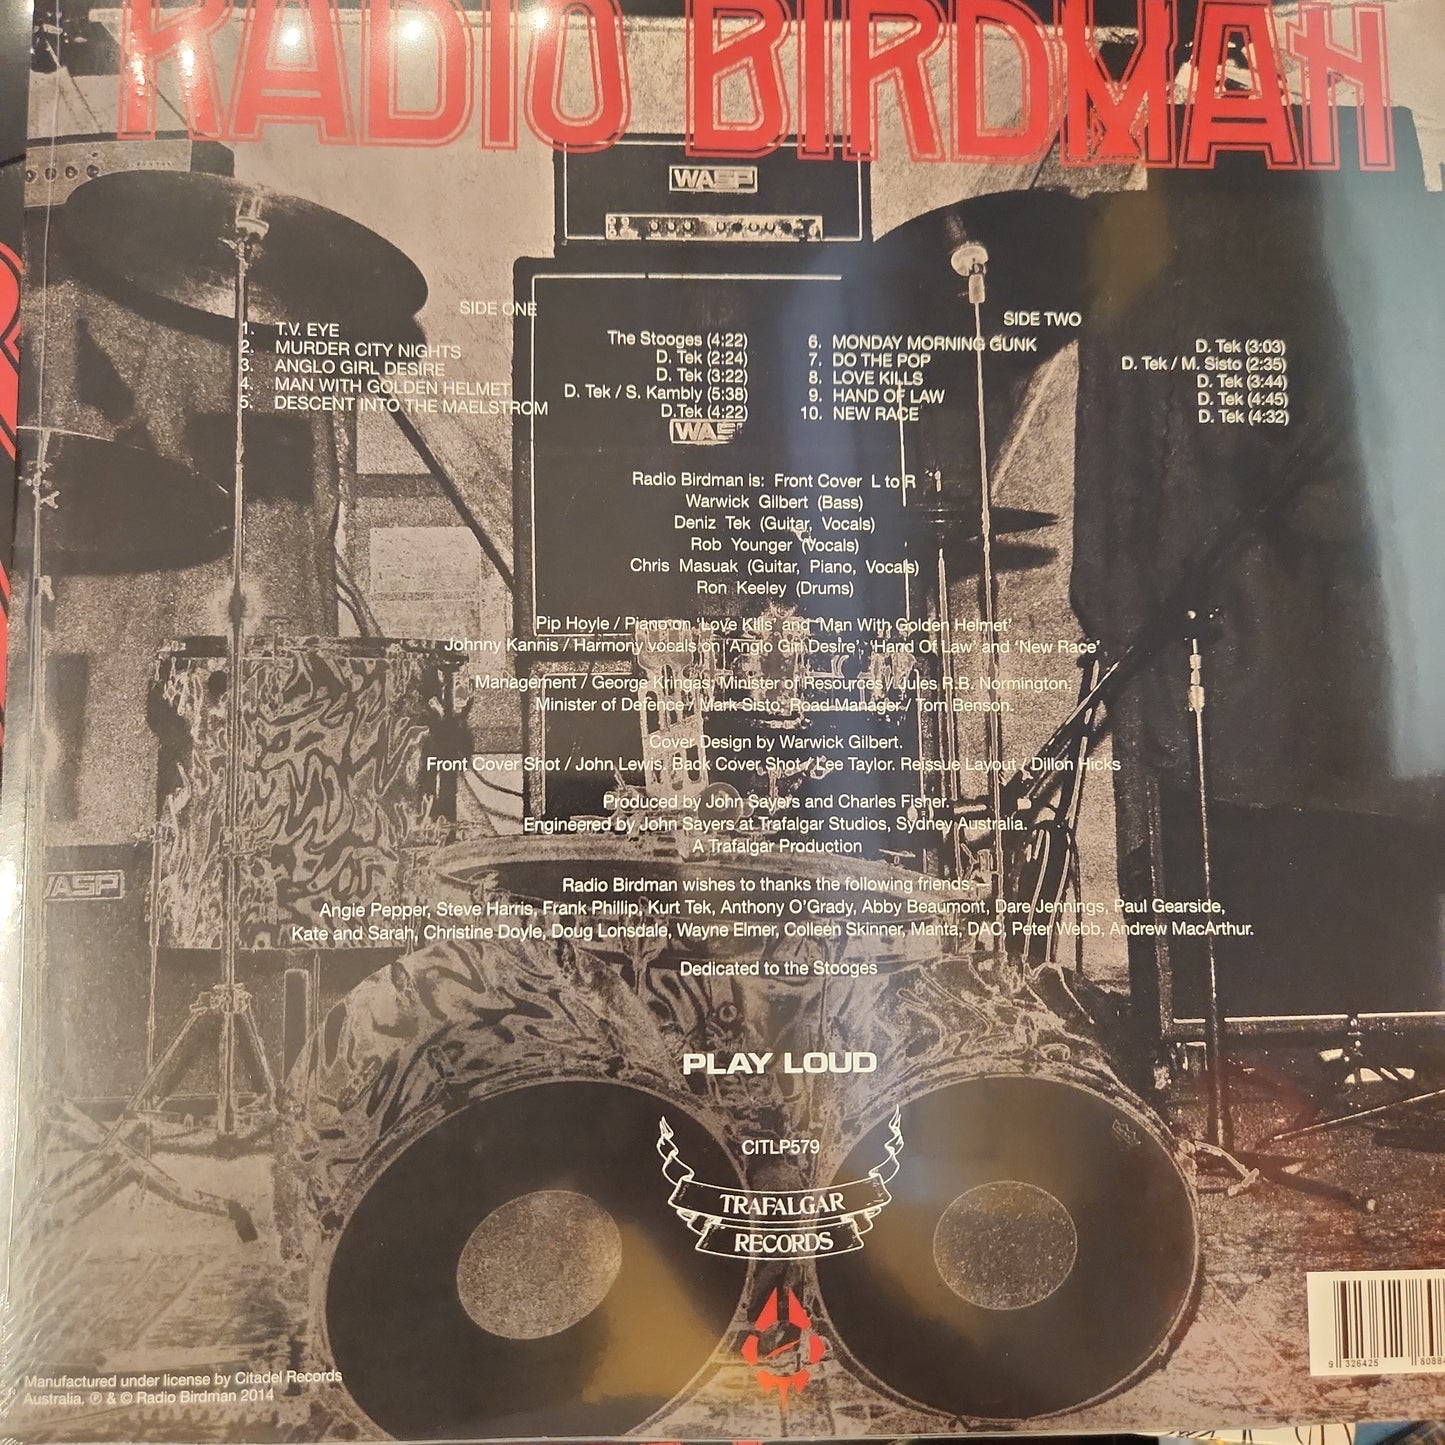 RADIO BIRDMAN
WASP
SIDE ONE
1. T.V. EYE The Stooges (4:22)
2. MURDER CITY NIGHTS D. Tek (2:24)
3. ANGLO GIRL DESIRE D. Tek (3:22)
4. MAN WITH GOLDEN HELMET D. Tek / S. Kambly (5:38)
5. DESCENT INTO THE MAELSTROM D.Tek (4:22)
SIDE TWO
6. MONDAY MORNING GUNK D. Tek (3:03)
7. DO THE POP D. Tek / M. Sisto (2:35)
8. LOVE KILLS D. Tek (3:44)
9. HAND OF LAW D. Tek (4:45)
10. NEW RACE D. Tek (4:32)
WASP
Radio Birdman is: Front Cover L to R
Warwick Gilbert (Bass)
Deniz Tek (Guitar, Vocals)
Rob Younger (Vocals)
Chris Masuak (Guitar, Piano, Vocals)
Ron Keeley (Drums)
Pip Hoyle / Piano on ‘Love Kills’ and ‘Man With Golden Helmet’
Johnny Kannis / Harmony vocals on ‘Anglo Girl Desire’, ‘Hand Of Law’ and ‘New Race’
Management / George Kringas; Minister of Resources / Jules R.B. Normington;
Minister of Defence / Mark Sisto; Road Manager / Tom Benson.
Cover Design by Warwick Gilbert.
Front Cover Shot / John Lewis. Back Cover Shot / Lee Taylor. Reissue Layout / Dillon Hicks
Produced by John Sayers and Charles Fisher.
Engineered by John Sayers at Trafalgar Studios, Sydney Australia.
A Trafalgar Production
WASP
Radio Birdman wishes to thanks the following friends:—
Angie Pepper, Steve Harris, Frank Phillip, Kurt Tek, Anthony O’Grady, Abby Beaumont, Dare Jennings, Paul Gearside,
Kate and Sarah, Christine Doyle, Doug Lonsdale, Wayne Elmer, Colleen Skinner, Manta, DAC, Peter Webb, Andrew MacArthur.
Dedicated to the Stooges
PLAY LOUD
CITLP579
TRAFALGAR
RECORDS
9 326425 8088
Manufactured under license by Citadel Records
Australia. ℗ & © Radio Birdman 2014